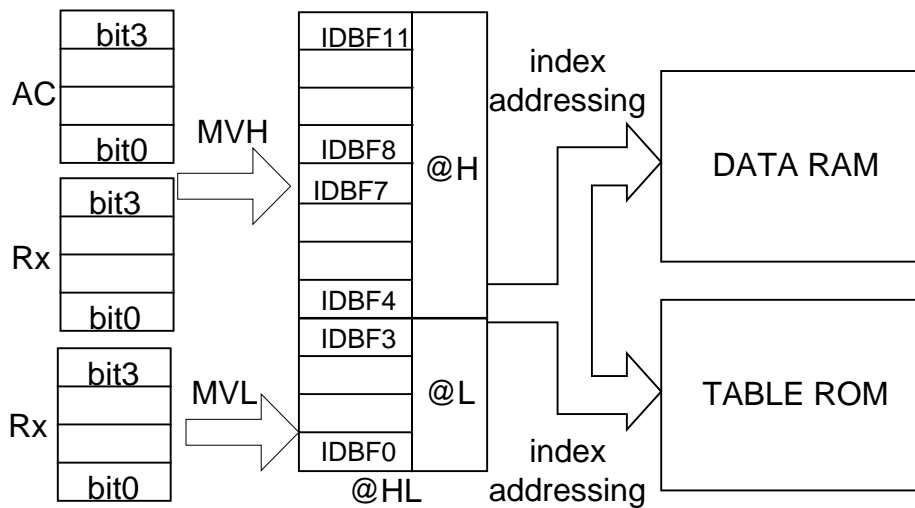 bit3
AC
bit0
bit3
Rx
bit0
bit3
Rx
bit0
MVH
MVL
IDBF11
IDBF8
IDBF7
IDBF4
IDBF3
IDBF0
@H
@L
@HL
index
addressing
index
addressing
DATA RAM
TABLE ROM